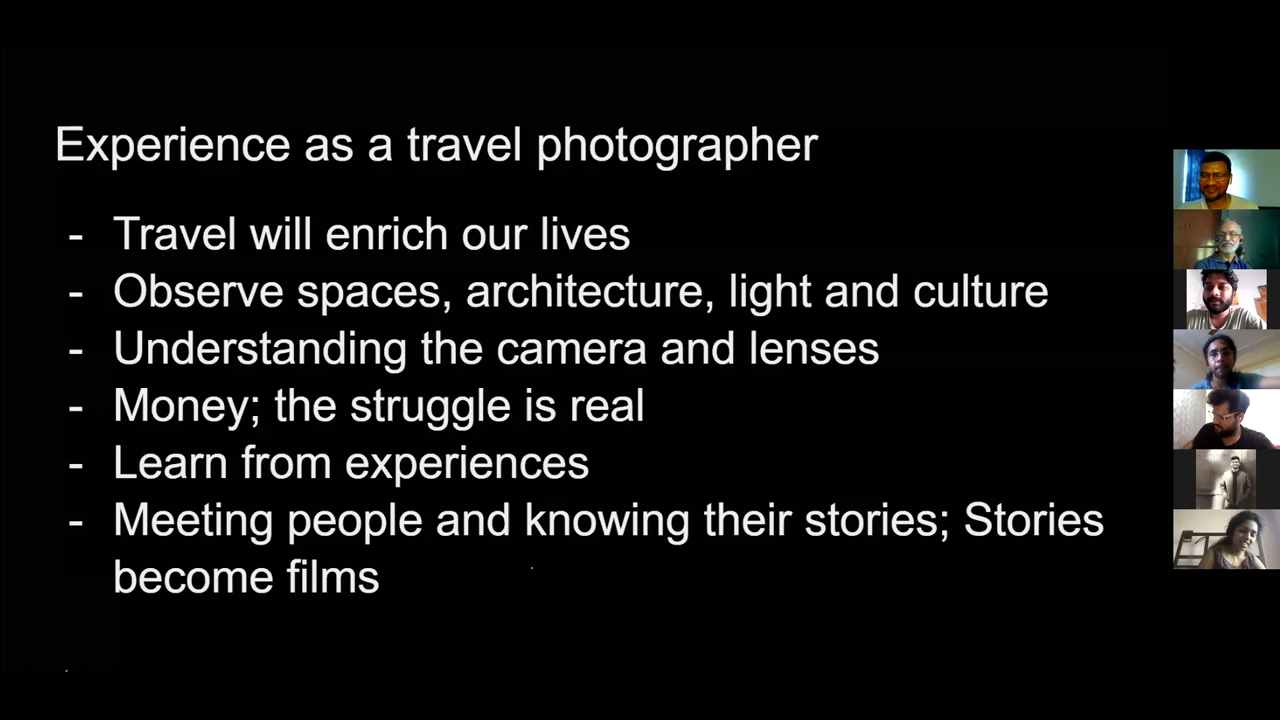 Experience as a travel photographer
- Travel will enrich our lives
- Observe spaces, architecture, light and culture
- Understanding the camera and lenses
- Money; the struggle is real
- Learn from experiences
- Meeting people and knowing their stories; Stories
become films